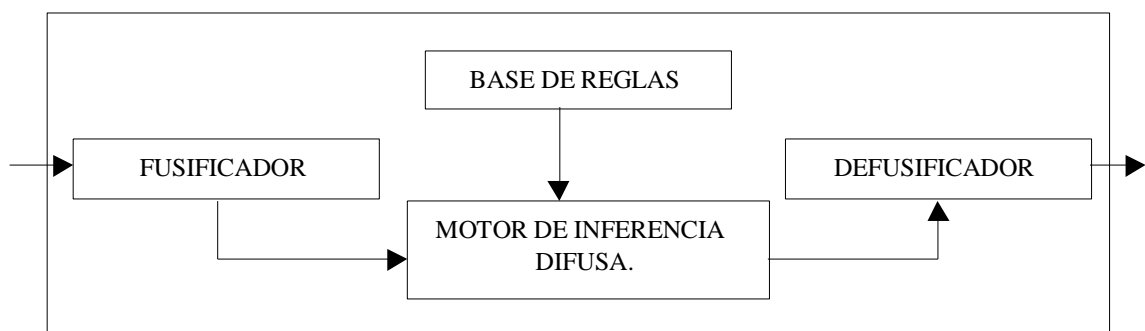 BASE DE REGLAS
FUSIFICADOR
DEFUSIFICADOR
MOTOR DE INFERENCIA
DIFUSA.